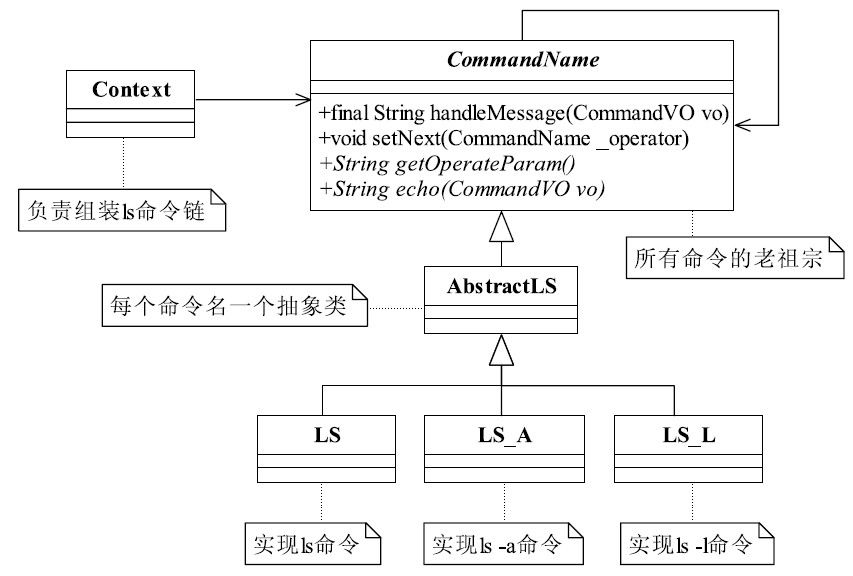 CommandName
Context
+final String handleMessage(CommandVO vo)
+void setNext(CommandName _operator)
+String getOperateParam()
+String echo(CommandVO vo)
负责组装ls命令链
所有命令的老祖宗
AbstractLS
每个命令名一个抽象类
LS
LS_A
LS_L
实现ls命令
实现ls -a命令
实现ls -l命令